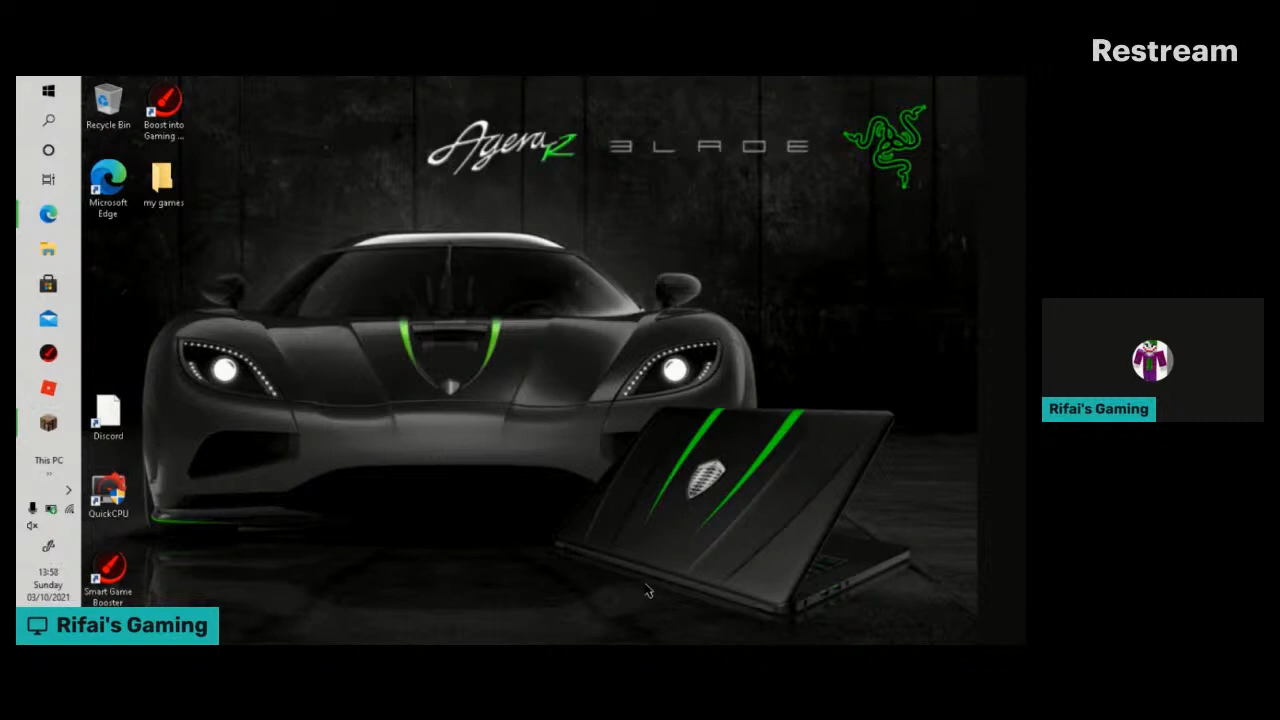 Restream
Recycle Bin
Boost into
Gaming ...
Agera R
BLADE
Microsoft
Edge
my games
Discord
Rifai's Gaming
This PC
QuickCPU
13:58
Sunday
03/10/2021
Smart Game
Booster
Rifai's Gaming